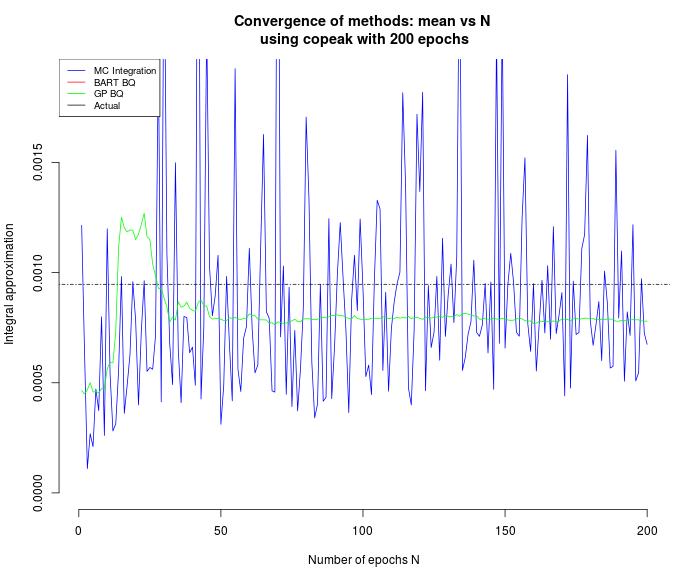 Convergence of methods: mean vs N
using copeak with 200 epochs
MC Integration
BART BQ
GP BQ
Actual
Integral approximation
0.0015
0.0010
0.0005
0.0000
0 50 100 150 200
Number of epochs N